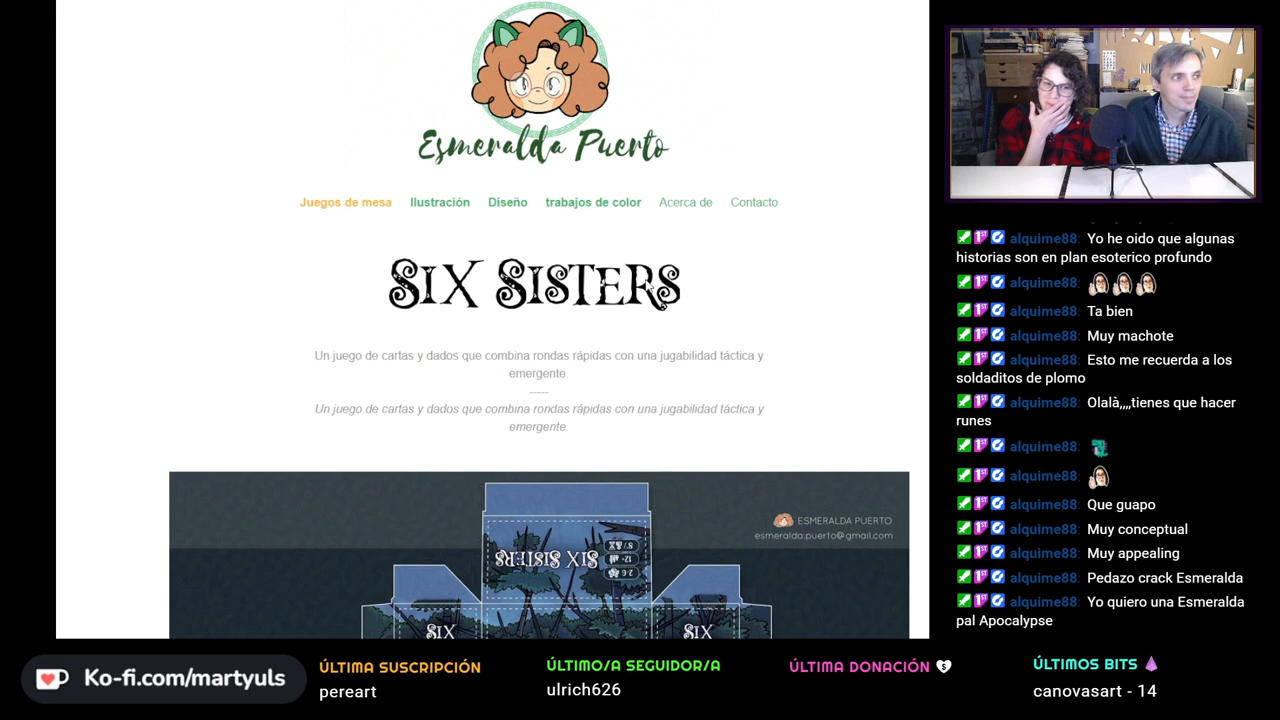 Esmeralda Puerto
Juegos de mesa Ilustración Diseño trabajos de color Acerca de Contacto
SIX SISTERS
Un juego de cartas y dados que combina rondas rápidas con una jugabilidad táctica y
emergente.
-----
Un juego de cartas y dados que combina rondas rápidas con una jugabilidad táctica y
emergente.
ESMERALDA PUERTO
esmeralda.puerto@gmail.com
SIX SISTERS
8/
12-
2-6
SIX
SIX
alquime88: Yo he oido que algunas
historias son en plan esoterico profundo
alquime88:
alquime88: Ta bien
alquime88: Muy machote
alquime88: Esto me recuerda a los
soldaditos de plomo
alquime88: Olalà,,,,tienes que hacer
runes
alquime88:
alquime88:
alquime88: Que guapo
alquime88: Muy conceptual
alquime88: Muy appealing
alquime88: Pedazo crack Esmeralda
alquime88: Yo quiero una Esmeralda
pal Apocalypse
Ko-fi.com/martyuls
ÚLTIMA SUSCRIPCIÓN
pereart
ÚLTIMO/A SEGUIDOR/A
ulrich626
ÚLTIMA DONACIÓN
ÚLTIMOS BITS
canovasart - 14